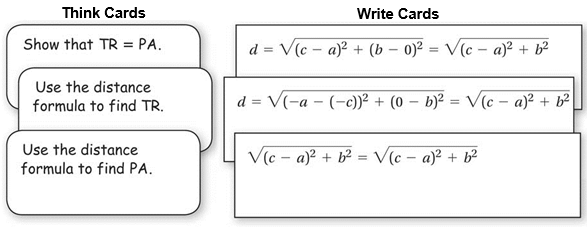 Think Cards
Show that TR = PA.
Use the distance
formula to find TR.
Use the distance
formula to find PA.
Write Cards
d = √(c − a)² + (b − 0)² = √(c − a)² + b²
d = √(−a − (−c))² + (0 − b)² = √(c − a)² + b²
√(c − a)² + b² = √(c − a)² + b²